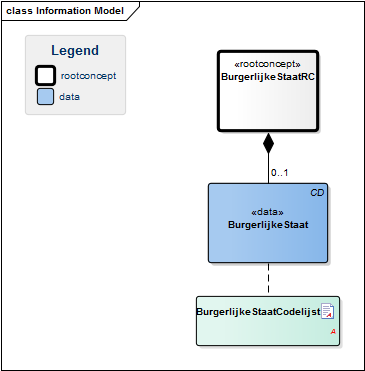 class Information Model
Legend
rootconcept
data
«rootconcept»
BurgerlijkeStaatRC
0..1
CD
«data»
BurgerlijkeStaat
BurgerlijkeStaatCodelijst
A
A